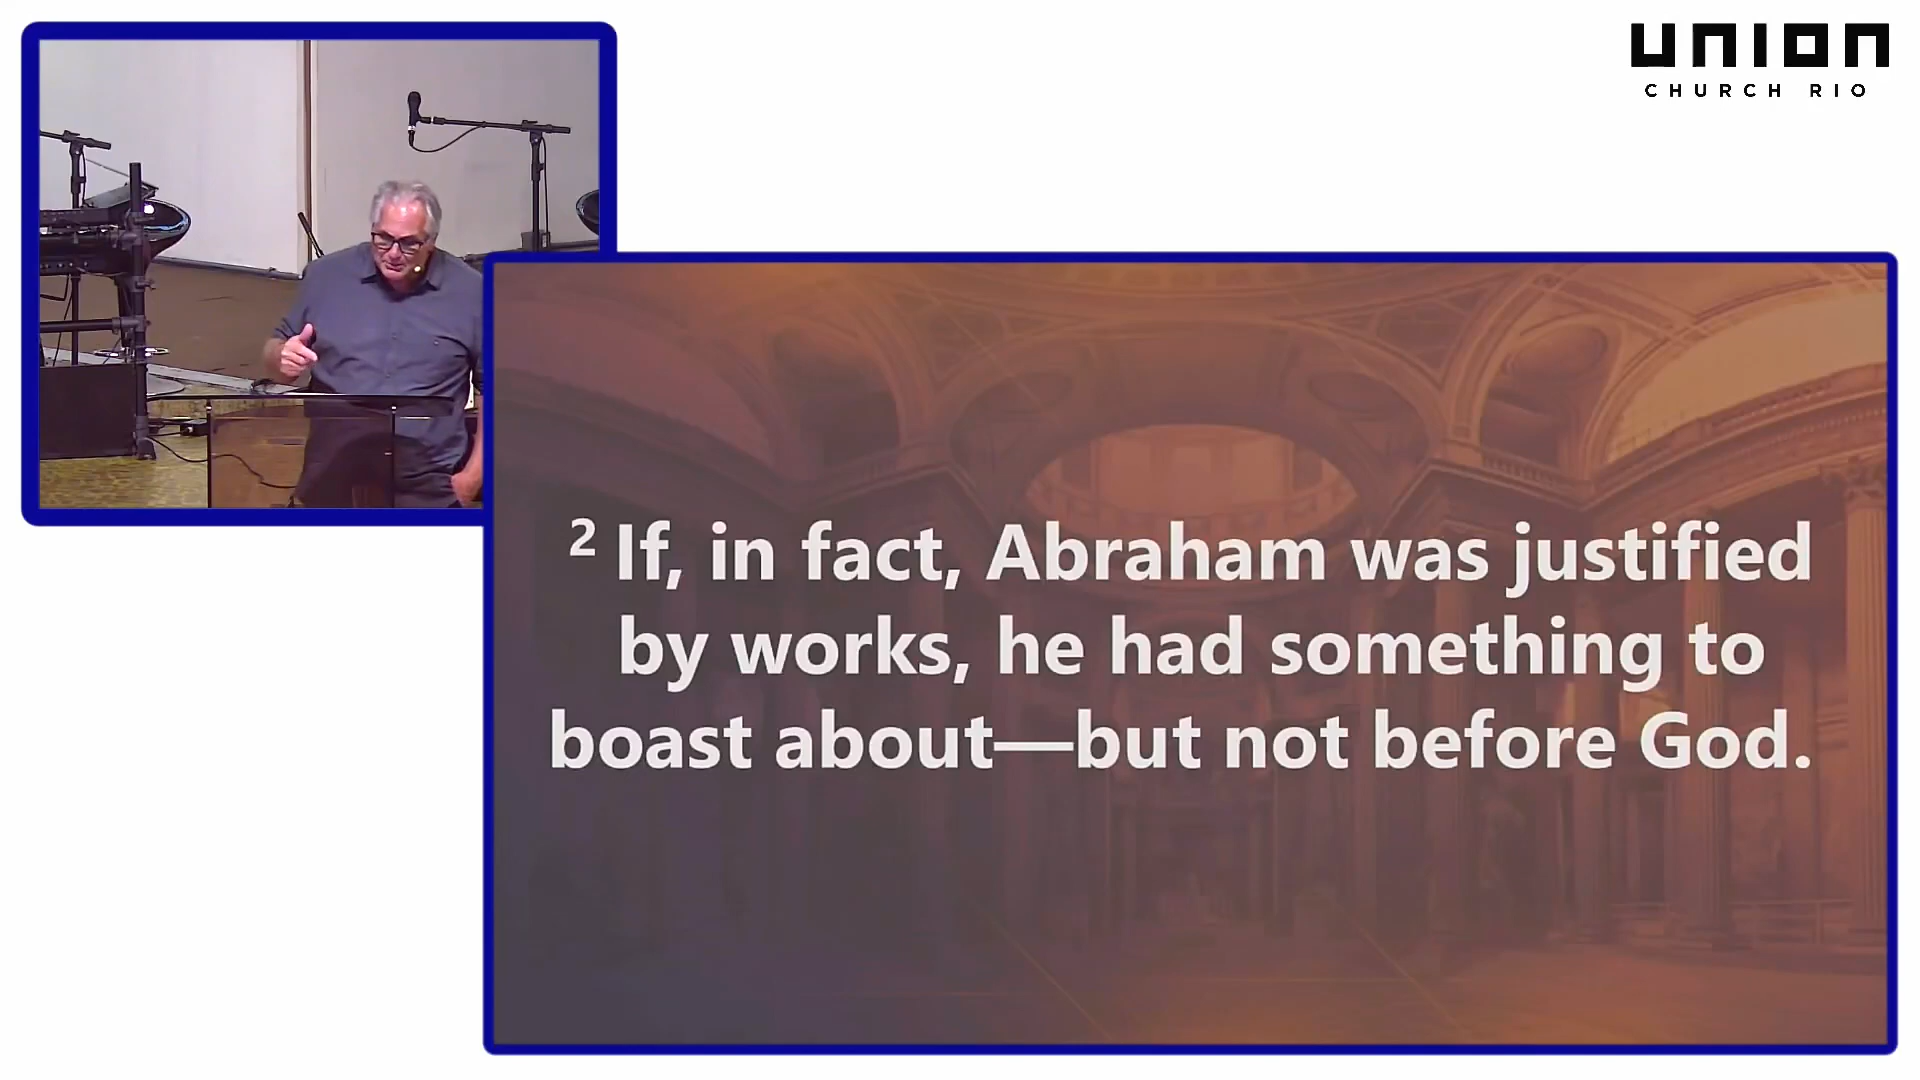 UNION
CHURCH RIO
2 If, in fact, Abraham was justified
by works, he had something to
boast about—but not before God.